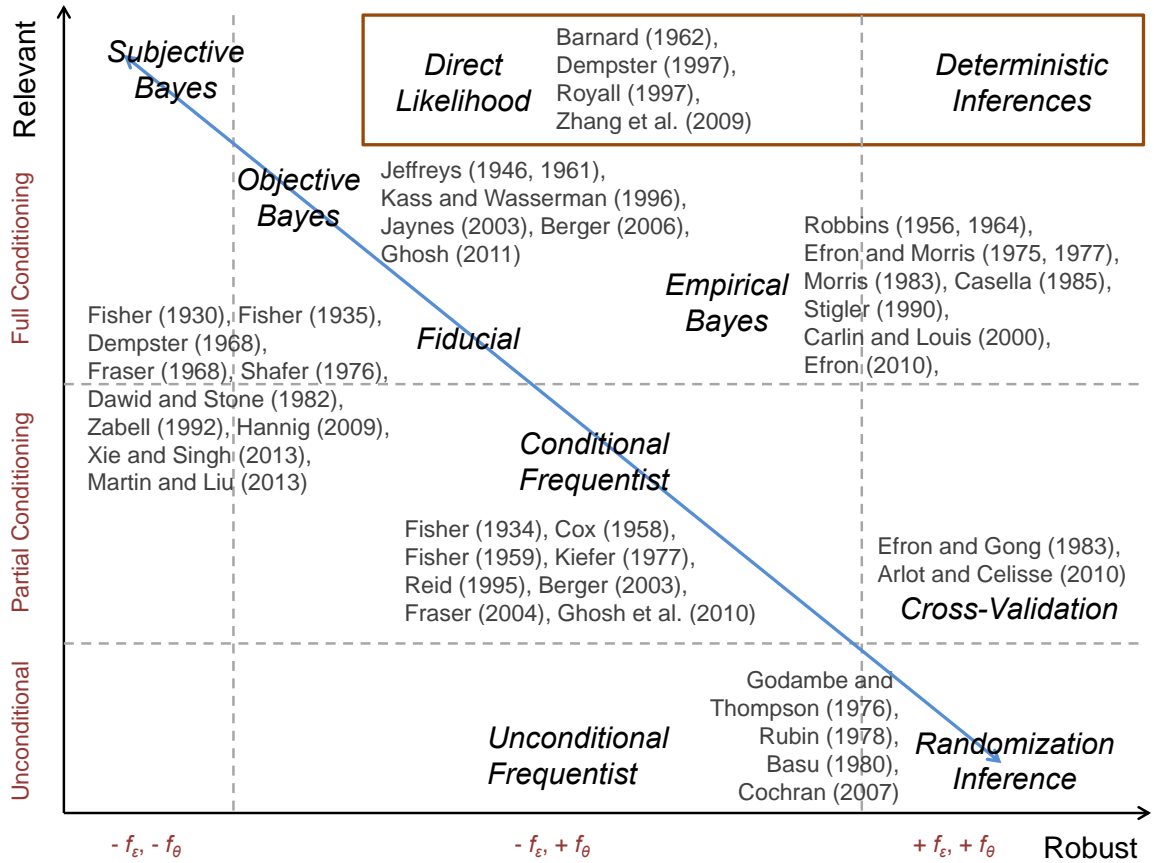 Relevant
Full Conditioning
Partial Conditioning
Unconditional
Subjective
Bayes
Direct
Likelihood
Barnard (1962),
Dempster (1997),
Royall (1997),
Zhang et al. (2009)
Deterministic
Inferences
Objective
Bayes
Jeffreys (1946, 1961),
Kass and Wasserman (1996),
Jaynes (2003), Berger (2006),
Ghosh (2011)
Empirical
Bayes
Robbins (1956, 1964),
Efron and Morris (1975, 1977),
Morris (1983), Casella (1985),
Stigler (1990),
Carlin and Louis (2000),
Efron (2010),
Fisher (1930), Fisher (1935),
Dempster (1968),
Fraser (1968), Shafer (1976),
Dawid and Stone (1982),
Zabell (1992), Hannig (2009),
Xie and Singh (2013),
Martin and Liu (2013)
Fiducial
Conditional
Frequentist
Fisher (1934), Cox (1958),
Fisher (1959), Kiefer (1977),
Reid (1995), Berger (2003),
Fraser (2004), Ghosh et al. (2010)
Efron and Gong (1983),
Arlot and Celisse (2010)
Cross-Validation
Unconditional
Frequentist
Godambe and
Thompson (1976),
Rubin (1978),
Basu (1980),
Cochran (2007)
Randomization
Inference
- fε, - fθ
- fε, + fθ
+ fε, + fθ
Robust